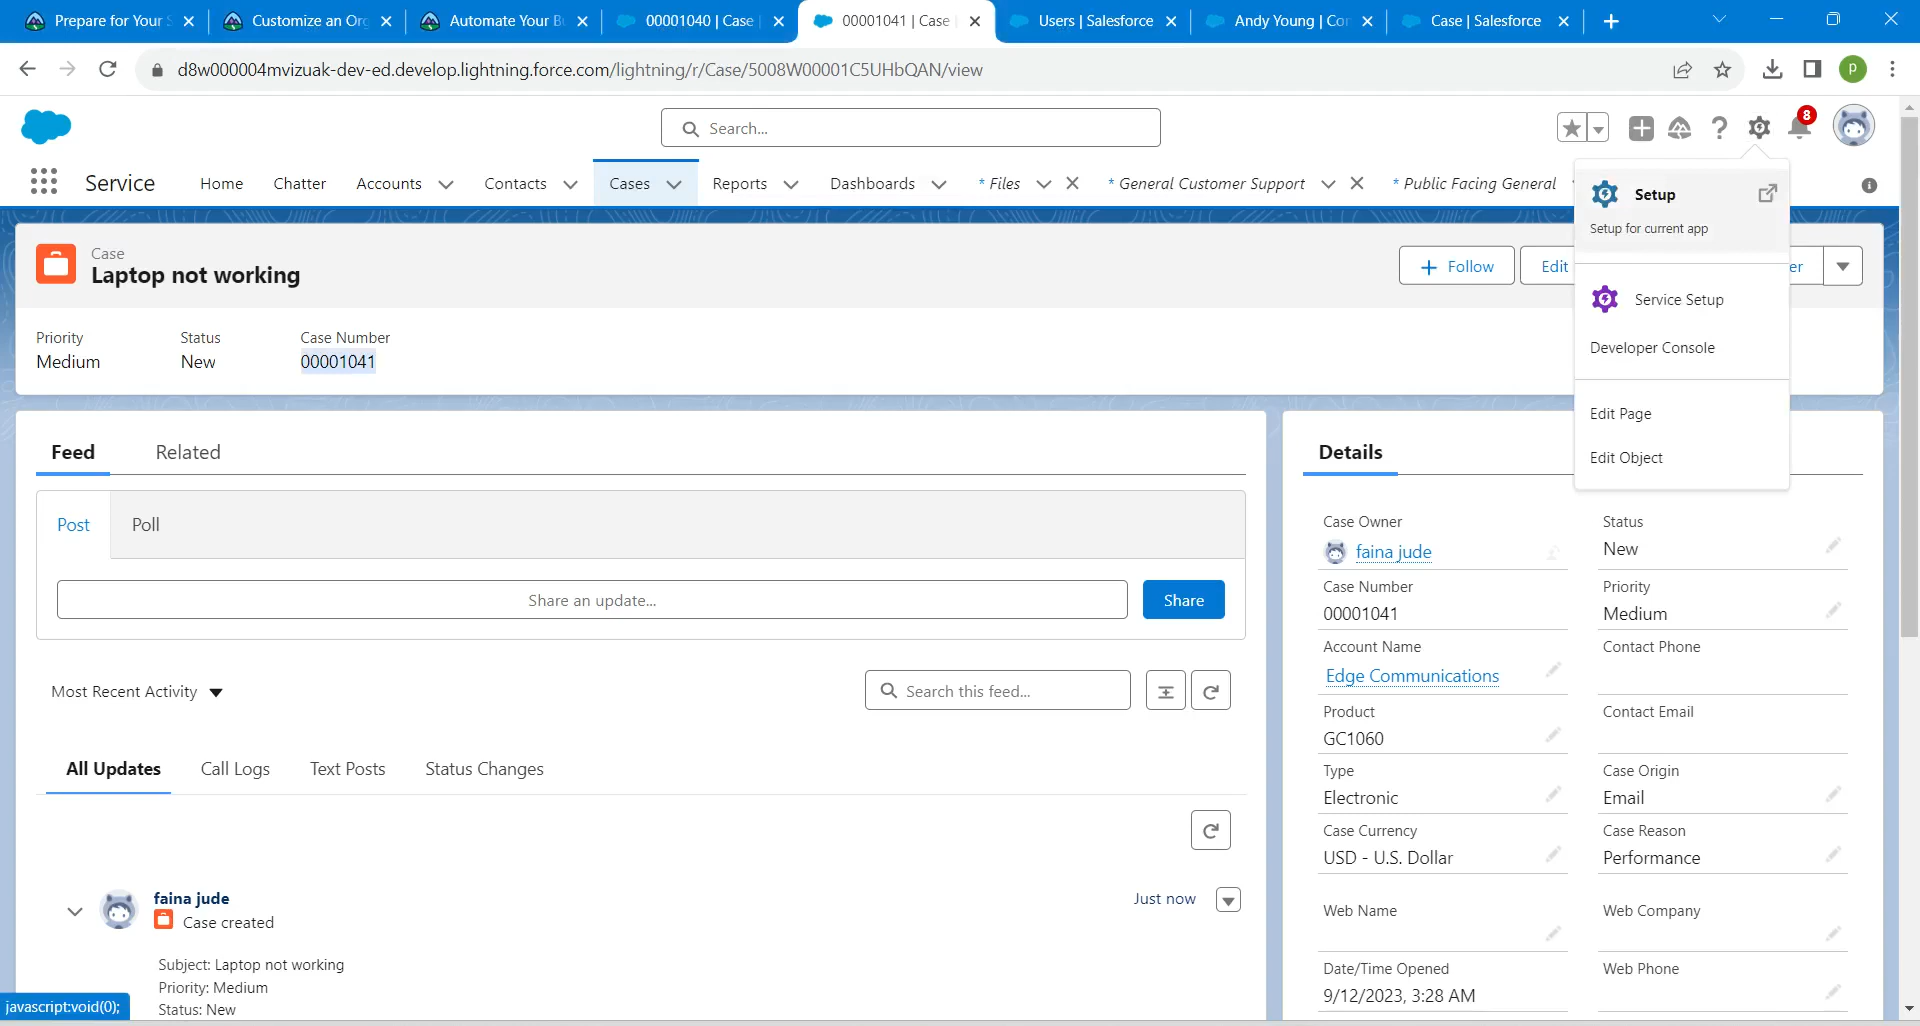 Prepare for Your S
Customize an Org
Automate Your Bu
00001040 | Case
00001041 | Case
Users | Salesforce
Andy Young | Con
Case | Salesforce
d8w000004mvizuak-dev-ed.develop.lightning.force.com/lightning/r/Case/5008W00001C5UHbQAN/view
p
Search...
8
Service
Home
Chatter
Accounts
Contacts
Cases
Reports
Dashboards
* Files
* General Customer Support
* Public Facing General
Setup
Setup for current app
Service Setup
Developer Console
Edit Page
Edit Object
Case
Laptop not working
Follow
Edit
er
Priority
Medium
Status
New
Case Number
00001041
Feed
Related
Post
Poll
Share an update...
Share
Most Recent Activity
Search this feed...
All Updates
Call Logs
Text Posts
Status Changes
faina jude
Case created
Just now
Subject: Laptop not working
Priority: Medium
Status: New
javascript:void(0);
Details
Case Owner
faina jude
Status
New
Case Number
00001041
Priority
Medium
Account Name
Edge Communications
Contact Phone
Product
GC1060
Contact Email
Type
Electronic
Case Origin
Email
Case Currency
USD - U.S. Dollar
Case Reason
Performance
Web Name
Web Company
Date/Time Opened
9/12/2023, 3:28 AM
Web Phone